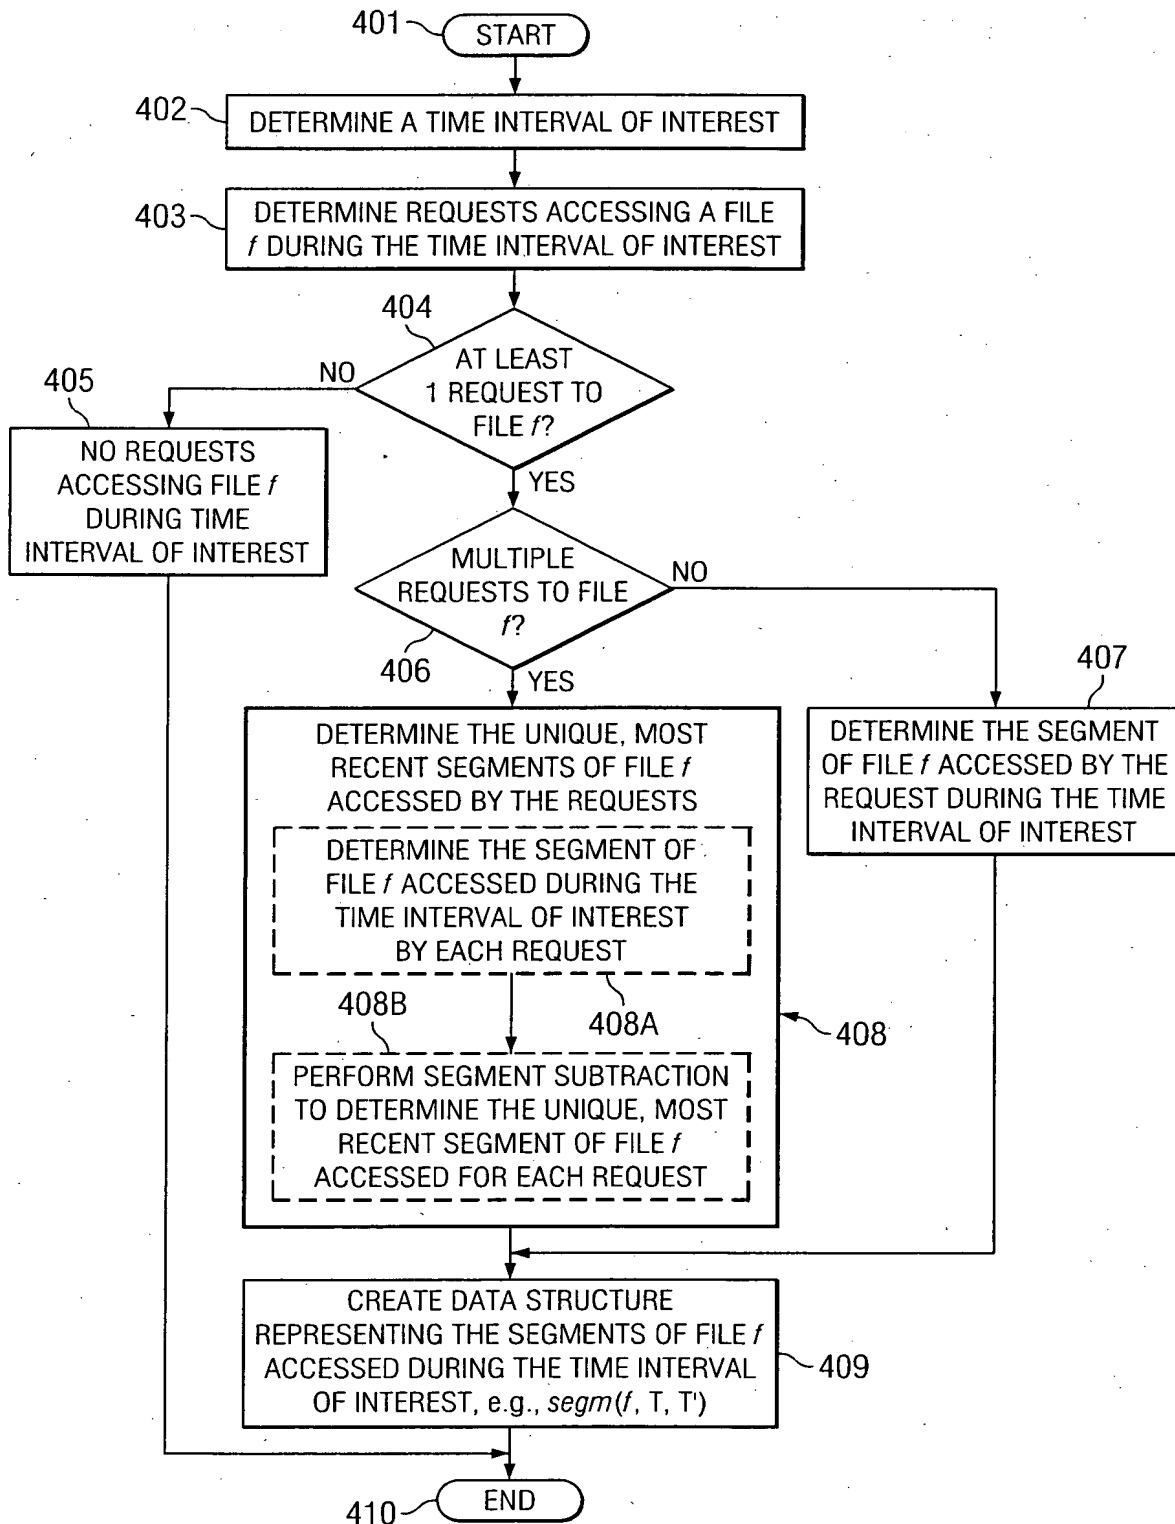 401
START
402
DETERMINE A TIME INTERVAL OF INTEREST
403
DETERMINE REQUESTS ACCESSING A FILE
f DURING THE TIME INTERVAL OF INTEREST
404
AT LEAST
1 REQUEST TO
FILE f?
NO
YES
405
NO REQUESTS
ACCESSING FILE f
DURING TIME
INTERVAL OF INTEREST
MULTIPLE
REQUESTS TO FILE
f?
406
NO
YES
407
DETERMINE THE SEGMENT
OF FILE f ACCESSED BY THE
REQUEST DURING THE TIME
INTERVAL OF INTEREST
DETERMINE THE UNIQUE, MOST
RECENT SEGMENTS OF FILE f
ACCESSED BY THE REQUESTS
DETERMINE THE SEGMENT OF
FILE f ACCESSED DURING THE
TIME INTERVAL OF INTEREST
BY EACH REQUEST
408A
408B
408
PERFORM SEGMENT SUBTRACTION
TO DETERMINE THE UNIQUE, MOST
RECENT SEGMENT OF FILE f
ACCESSED FOR EACH REQUEST
CREATE DATA STRUCTURE
REPRESENTING THE SEGMENTS OF FILE f
ACCESSED DURING THE TIME INTERVAL
OF INTEREST, e.g., segm(f, T, T')
409
END
410